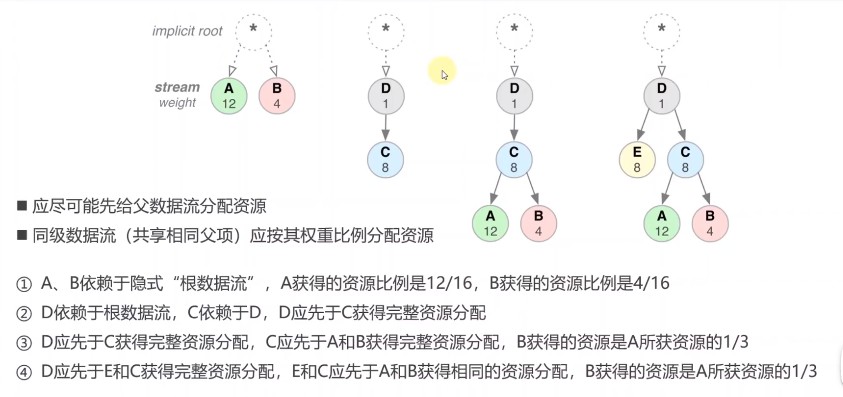 implicit root
* * * *
stream
weight
A B D D D
12 4 1 1 1
C C E C
8 8 8 8
A B A B
12 4 12 4
■ 应尽可能先给父数据流分配资源
■ 同级数据流（共享相同父项）应按其权重比例分配资源
① A、B依赖于隐式“根数据流”，A获得的资源比例是12/16，B获得的资源比例是4/16
② D依赖于根数据流，C依赖于D，D应先于C获得完整资源分配
③ D应先于C获得完整资源分配，C应先于A和B获得完整资源分配，B获得的资源是A所获资源的1/3
④ D应先于E和C获得完整资源分配，E和C应先于A和B获得相同的资源分配，B获得的资源是A所获资源的1/3